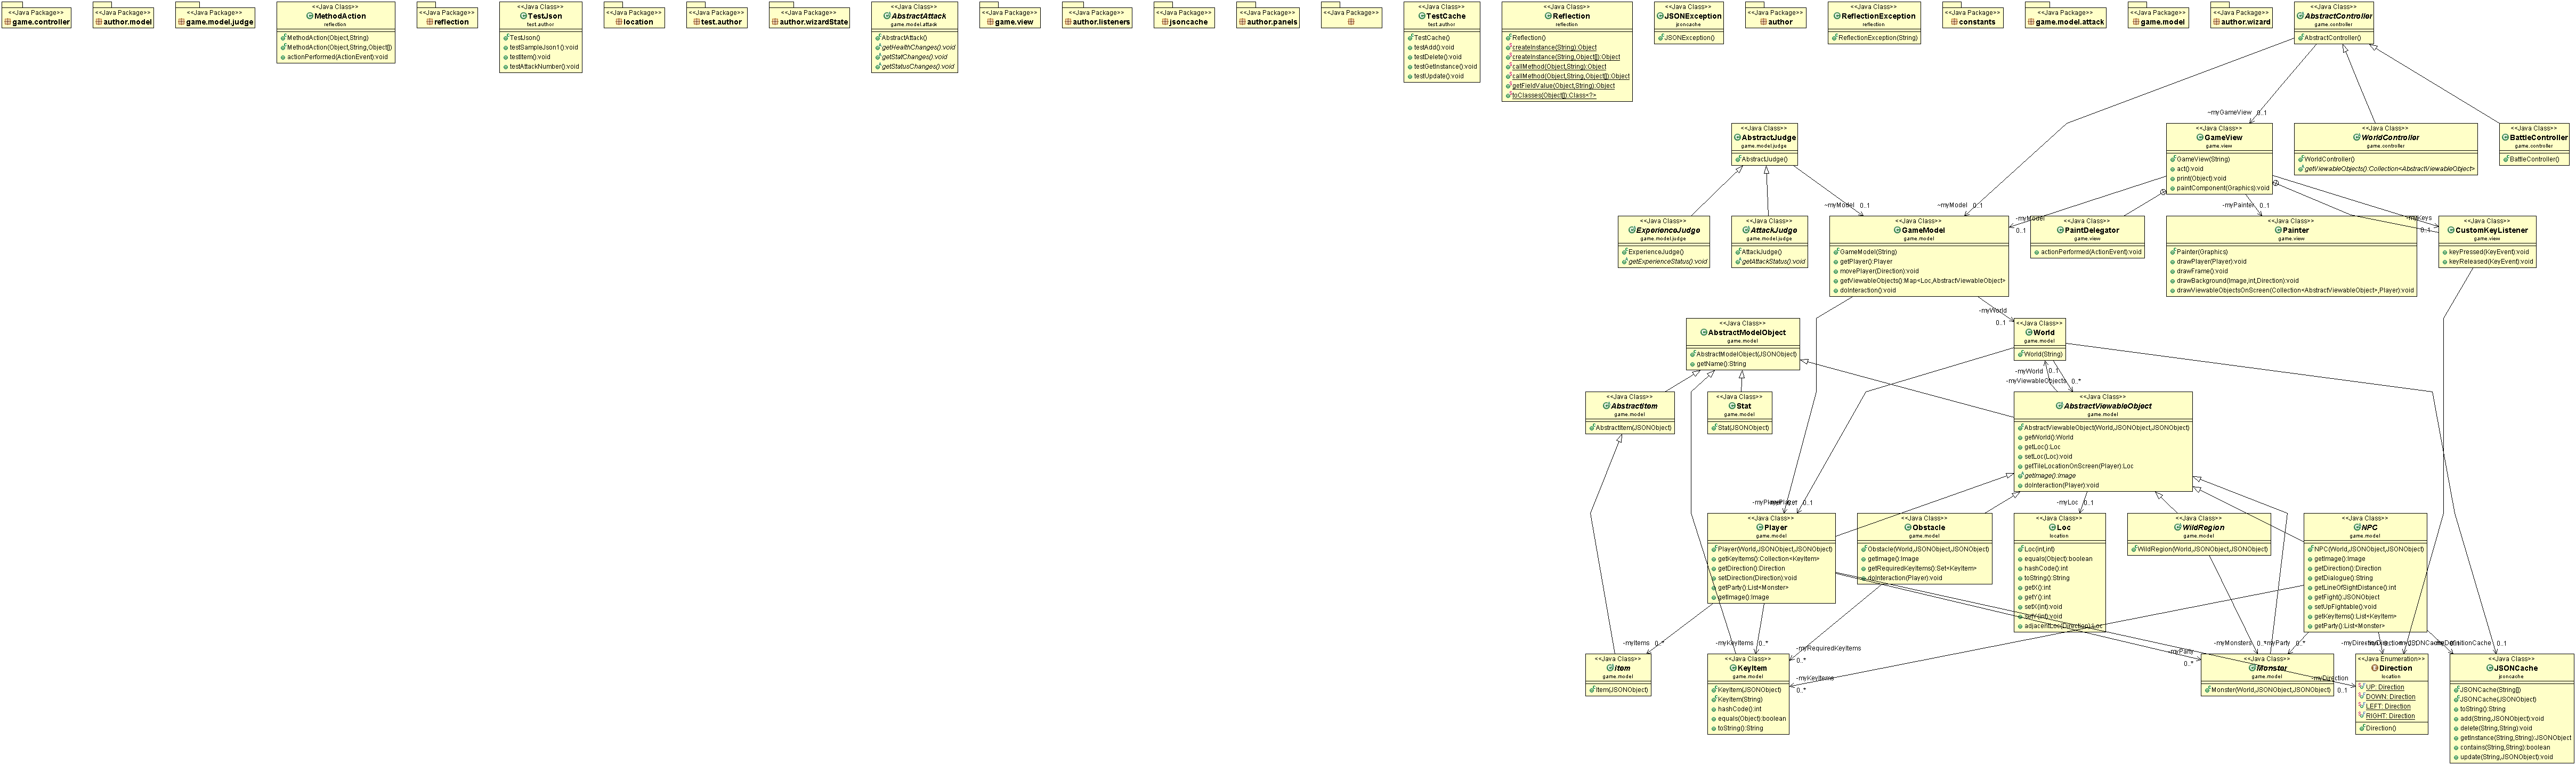 <<Java Package>>
game.controller
<<Java Package>>
author.model
<<Java Package>>
game.model.judge
<<Java Class>>
MethodAction
reflection
MethodAction(Object,String)
MethodAction(Object,String,Object[])
actionPerformed(ActionEvent):void
<<Java Package>>
reflection
<<Java Class>>
TestJson
test.author
TestJson()
testSampleJson1():void
testItem():void
testAttackNumber():void
<<Java Package>>
location
<<Java Package>>
test.author
<<Java Package>>
author.wizardState
<<Java Class>>
AbstractAttack
game.model.attack
AbstractAttack()
getHealthChanges():void
getStatChanges():void
getStatusChanges():void
<<Java Package>>
game.view
<<Java Package>>
author.listeners
<<Java Package>>
jsoncache
<<Java Package>>
author.panels
<<Java Package>>
<<Java Class>>
TestCache
test.author
TestCache()
testAdd():void
testDelete():void
testGetInstance():void
testUpdate():void
<<Java Class>>
Reflection
reflection
Reflection()
createInstance(String):Object
createInstance(String,Object[]):Object
callMethod(Object,String):Object
callMethod(Object,String,Object[]):Object
getFieldValue(Object,String):Object
toClasses(Object[]):Class<?>
<<Java Class>>
JSONException
jsoncache
JSONException()
<<Java Package>>
author
<<Java Class>>
ReflectionException
reflection
ReflectionException(String)
<<Java Package>>
constants
<<Java Package>>
game.model.attack
<<Java Package>>
game.model
<<Java Package>>
author.wizard
<<Java Class>>
AbstractController
game.controller
AbstractController()
~myGameView
0..1
<<Java Class>>
AbstractJudge
game.model.judge
AbstractJudge()
<<Java Class>>
GameView
game.view
GameView(String)
act():void
print(Object):void
paintComponent(Graphics):void
<<Java Class>>
WorldController
game.controller
WorldController()
getViewableObjects():Collection<AbstractViewableObject>
<<Java Class>>
BattleController
game.controller
BattleController()
~myModel
0..1
~myModel
0..1
-myModel
0..1
-myPainter
0..1
-myKeys
0..1
<<Java Class>>
ExperienceJudge
game.model.judge
ExperienceJudge()
getExperienceStatus():void
<<Java Class>>
AttackJudge
game.model.judge
AttackJudge()
getAttackStatus():void
<<Java Class>>
GameModel
game.model
GameModel(String)
getPlayer():Player
movePlayer(Direction):void
getViewableObjects():Map<Loc,AbstractViewableObject>
doInteraction():void
<<Java Class>>
PaintDelegator
game.view
actionPerformed(ActionEvent):void
<<Java Class>>
Painter
game.view
Painter(Graphics)
drawPlayer(Player):void
drawFrame():void
drawBackground(Image,int,Direction):void
drawViewableObjectsOnScreen(Collection<AbstractViewableObject>,Player):void
<<Java Class>>
CustomKeyListener
game.view
keyPressed(KeyEvent):void
keyReleased(KeyEvent):void
-myWorld
0..1
<<Java Class>>
AbstractModelObject
game.model
AbstractModelObject(JSONObject)
getName():String
<<Java Class>>
World
game.model
World(String)
-myWorld
0..1
-myViewableObjects
0..*
<<Java Class>>
AbstractItem
game.model
AbstractItem(JSONObject)
<<Java Class>>
Stat
game.model
Stat(JSONObject)
<<Java Class>>
AbstractViewableObject
game.model
AbstractViewableObject(World,JSONObject,JSONObject)
getWorld():World
getLoc():Loc
setLoc(Loc):void
getTileLocationOnScreen(Player):Loc
getImage():Image
doInteraction(Player):void
0..1
-myLoc
0..1
<<Java Class>>
Player
game.model
Player(World,JSONObject,JSONObject)
getKeyItems():Collection<KeyItem>
getDirection():Direction
setDirection(Direction):void
getParty():List<Monster>
getImage():Image
<<Java Class>>
Obstacle
game.model
Obstacle(World,JSONObject,JSONObject)
getImage():Image
getRequiredKeyItems():Set<KeyItem>
doInteraction(Player):void
<<Java Class>>
Loc
location
Loc(int,int)
equals(Object):boolean
hashCode():int
toString():String
getX():int
getY():int
setX(int):void
setY(int):void
adjacentLoc(Direction):Loc
<<Java Class>>
WildRegion
game.model
WildRegion(World,JSONObject,JSONObject)
<<Java Class>>
NPC
game.model
NPC(World,JSONObject,JSONObject)
getImage():Image
getDirection():Direction
getDialogue():String
getLineOfSightDistance():int
getFight():JSONObject
setUpFightable():void
getKeyItems():List<KeyItem>
getParty():List<Monster>
-myItems
0..*
-myKeyItems
0..*
-myRequiredKeyItems
0..*
-myKeyItems
0..*
-myParty
0..*
-myMonsters
0..*
-myParty
0..*
-myDirection
0..1
0..1
<<Java Class>>
Item
game.model
Item(JSONObject)
<<Java Class>>
KeyItem
game.model
KeyItem(JSONObject)
KeyItem(String)
hashCode():int
equals(Object):boolean
toString():String
<<Java Class>>
Monster
game.model
Monster(World,JSONObject,JSONObject)
<<Java Enumeration>>
Direction
location
UP: Direction
DOWN: Direction
LEFT: Direction
RIGHT: Direction
Direction()
<<Java Class>>
JSONCache
jsoncache
JSONCache(String[])
JSONCache(JSONObject)
toString():String
add(String,JSONObject):void
delete(String,String):void
getInstance(String,String):JSONObject
contains(String,String):boolean
update(String,JSONObject):void